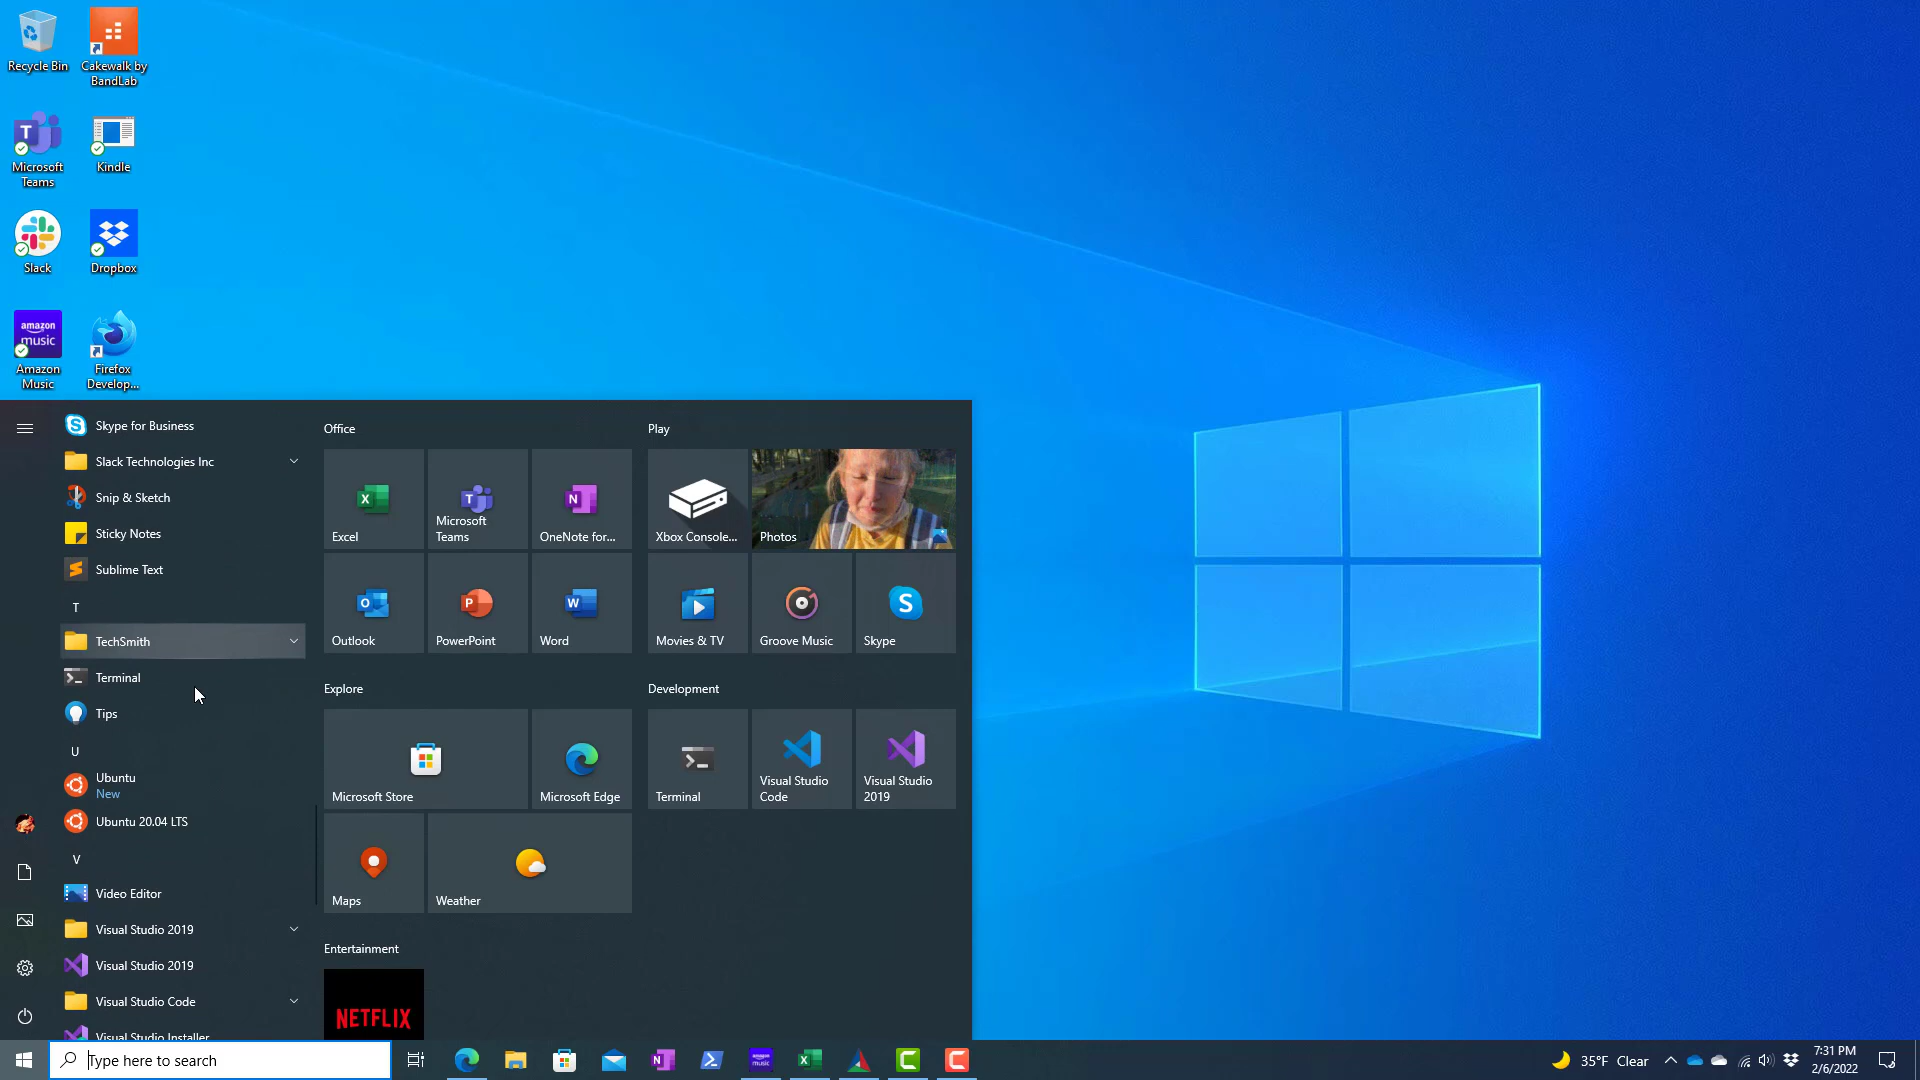 Recycle Bin
Cakewalk by
BandLab
Microsoft
Teams
Kindle
Slack
Dropbox
amazon
music
Amazon
Music
Firefox
Develop...
Skype for Business
Slack Technologies Inc
Snip & Sketch
Sticky Notes
Sublime Text
T
TechSmith
Terminal
Tips
U
Ubuntu
New
Ubuntu 20.04 LTS
V
Video Editor
Visual Studio 2019
Visual Studio 2019
Visual Studio Code
Visual Studio Installer
Office
Excel
Microsoft
Teams
OneNote for...
Outlook
PowerPoint
Word
Explore
Microsoft Store
Microsoft Edge
Maps
Weather
Entertainment
NETFLIX
Play
Xbox Console...
Photos
Movies & TV
Groove Music
Skype
Development
Terminal
Visual Studio
Code
Visual Studio
2019
Type here to search
amazon
music
35°F Clear
7:31 PM
2/6/2022